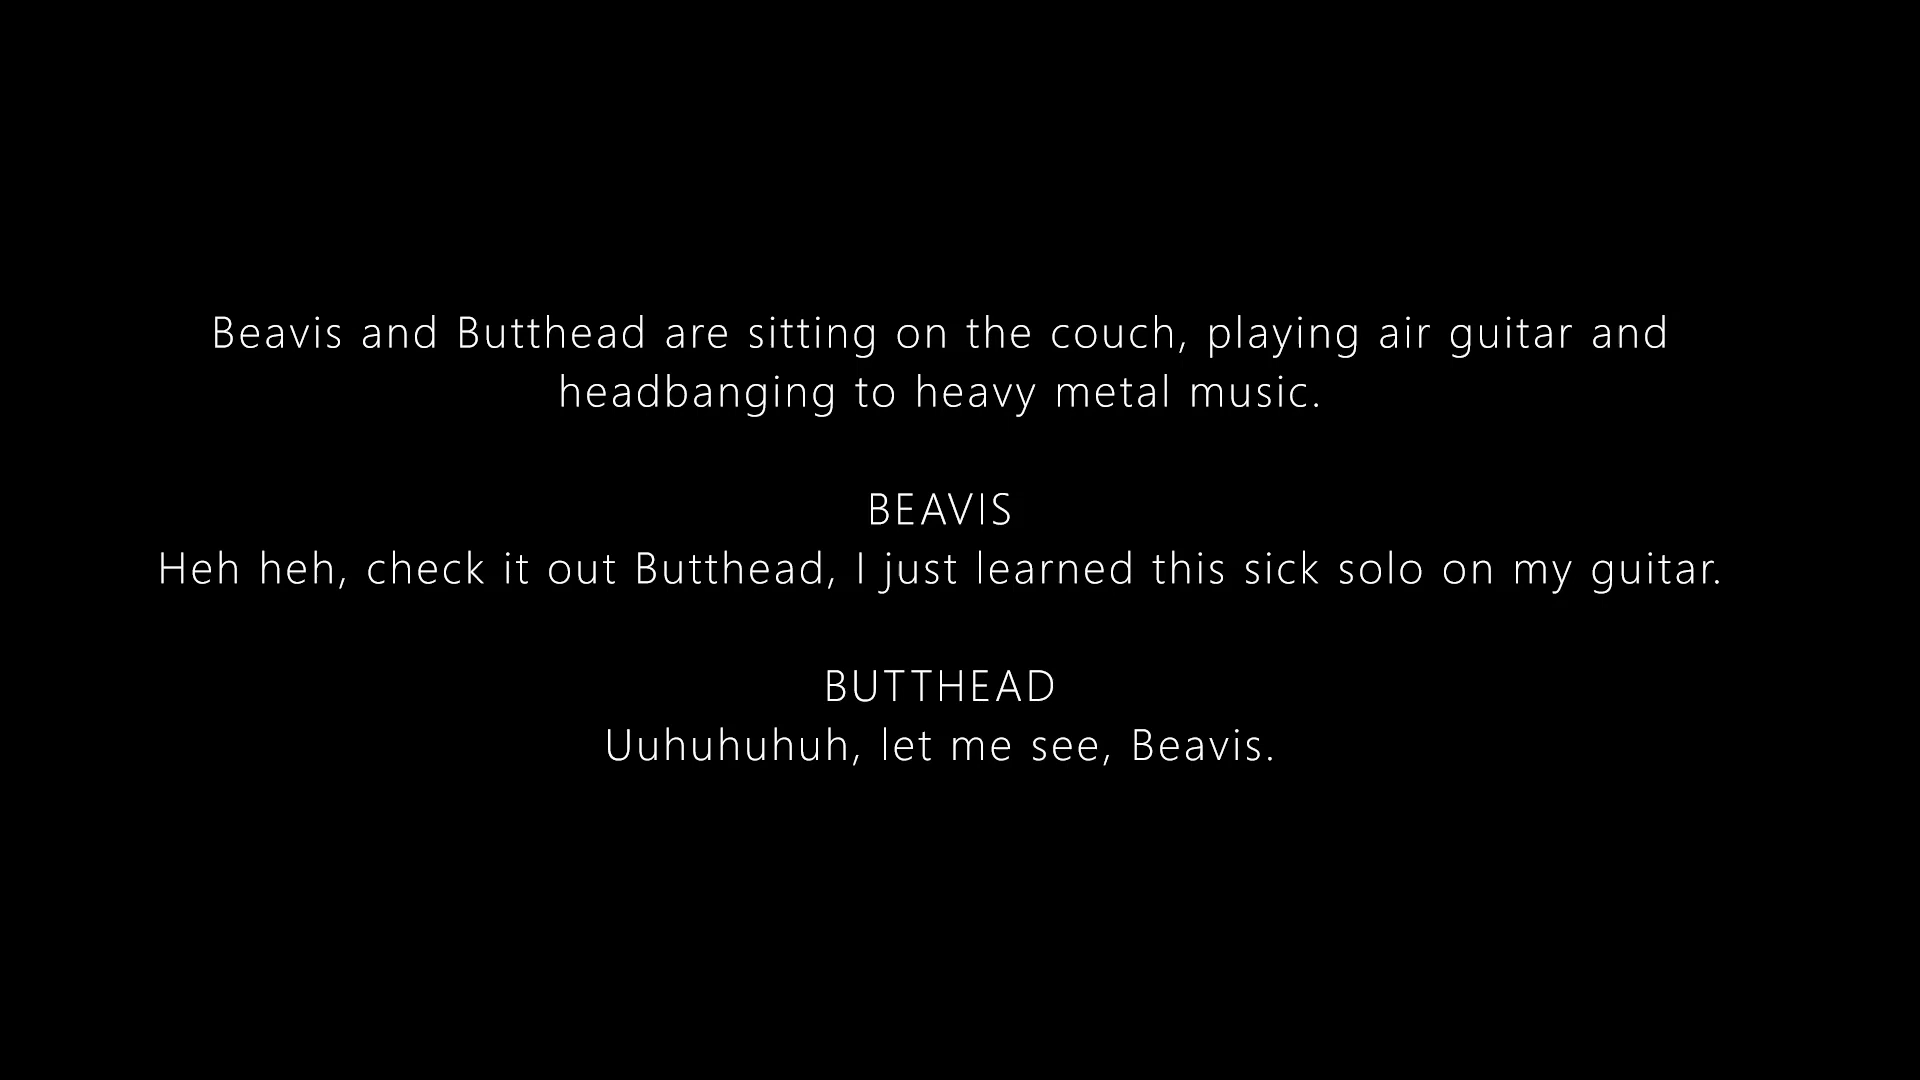 Beavis and Butthead are sitting on the couch, playing air guitar and
headbanging to heavy metal music.
BEAVIS
Heh heh, check it out Butthead, I just learned this sick solo on my guitar.
BUTTHEAD
Uuhuhuhuh, let me see, Beavis.